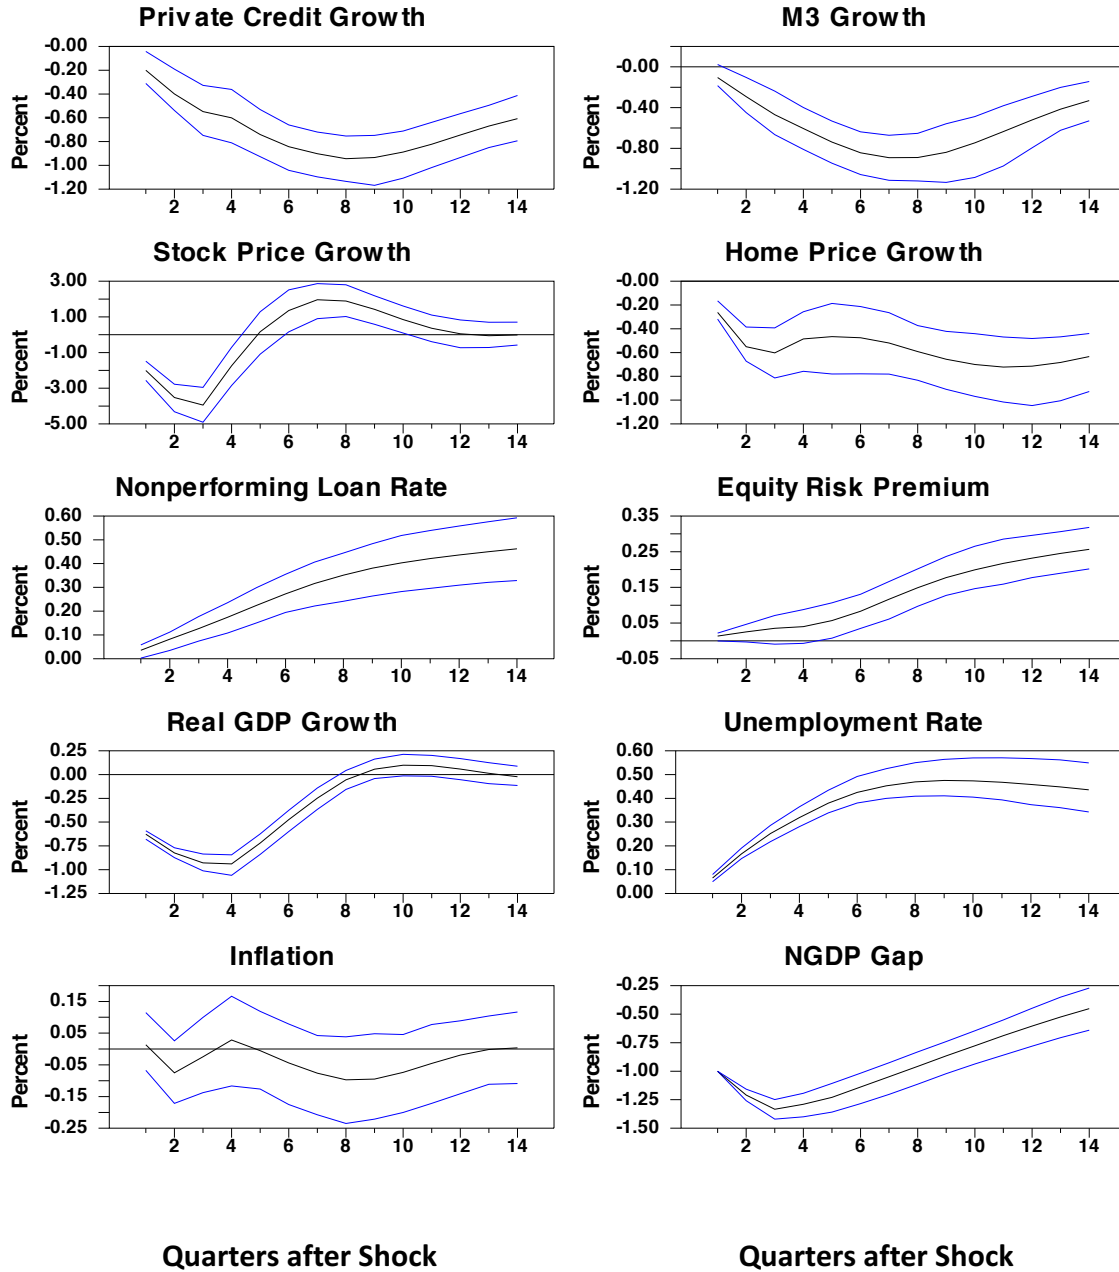 Private Credit Growth
M3 Growth
Percent
-0.00
-0.20
-0.40
-0.60
-0.80
-1.00
-1.20
2 4 6 8 10 12 14
Percent
-0.00
-0.40
-0.80
-1.20
2 4 6 8 10 12 14
Stock Price Growth
Home Price Growth
Percent
3.00
1.00
-1.00
-3.00
-5.00
2 4 6 8 10 12 14
Percent
-0.00
-0.20
-0.40
-0.60
-0.80
-1.00
-1.20
2 4 6 8 10 12 14
Nonperforming Loan Rate
Equity Risk Premium
Percent
0.60
0.50
0.40
0.30
0.20
0.10
0.00
2 4 6 8 10 12 14
Percent
0.35
0.25
0.15
0.05
-0.05
2 4 6 8 10 12 14
Real GDP Growth
Unemployment Rate
Percent
0.25
0.00
-0.25
-0.50
-0.75
-1.00
-1.25
2 4 6 8 10 12 14
Percent
0.60
0.50
0.40
0.30
0.20
0.10
0.00
2 4 6 8 10 12 14
Inflation
NGDP Gap
Percent
0.15
0.05
-0.05
-0.15
-0.25
2 4 6 8 10 12 14
Percent
-0.25
-0.50
-0.75
-1.00
-1.25
-1.50
2 4 6 8 10 12 14
Quarters after Shock
Quarters after Shock